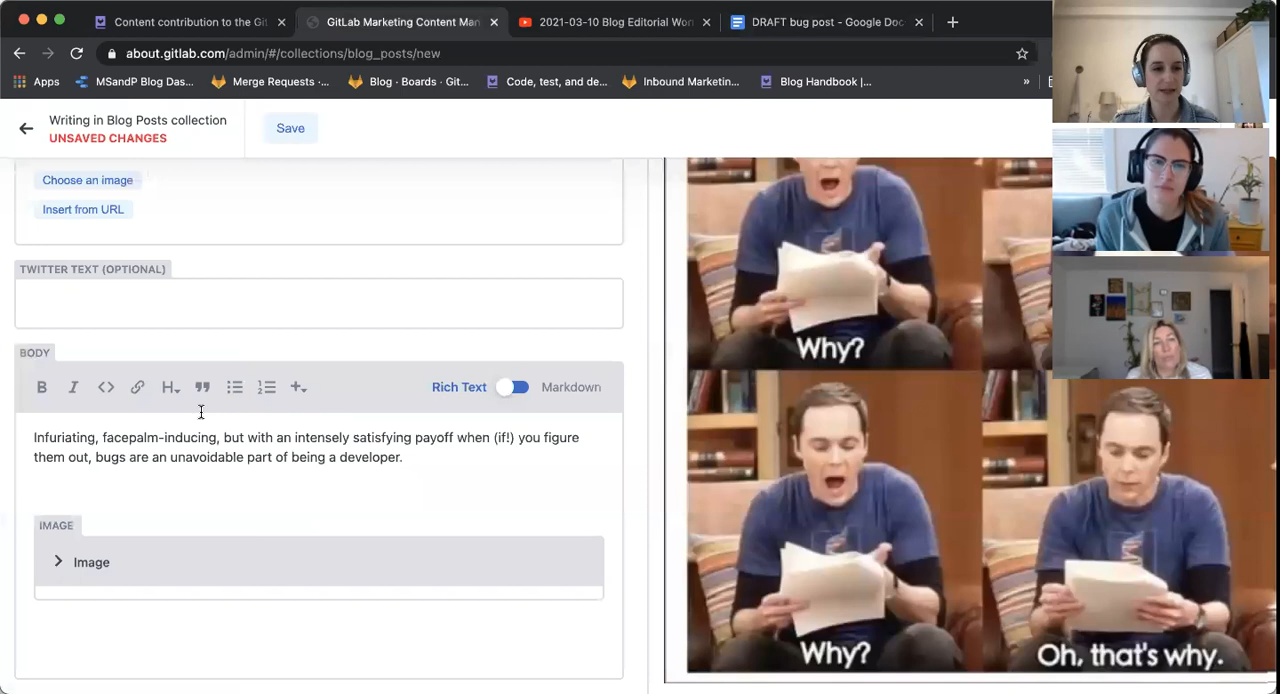 Content contribution to the Git
GitLab Marketing Content Man
2021-03-10 Blog Editorial Wor
DRAFT bug post - Google Doc
about.gitlab.com/admin/#/collections/blog_posts/new
Apps
MSandP Blog Das...
Merge Requests ·...
Blog · Boards · Git...
Code, test, and de...
Inbound Marketin...
Blog Handbook |...
»
Writing in Blog Posts collection
UNSAVED CHANGES
Save
Choose an image
Insert from URL
TWITTER TEXT (OPTIONAL)
BODY
B I <> H
Rich Text
Markdown
Infuriating, facepalm-inducing, but with an intensely satisfying payoff when (if!) you figure
them out, bugs are an unavoidable part of being a developer.
IMAGE
Image
Why?
Why?
Oh, that's why.